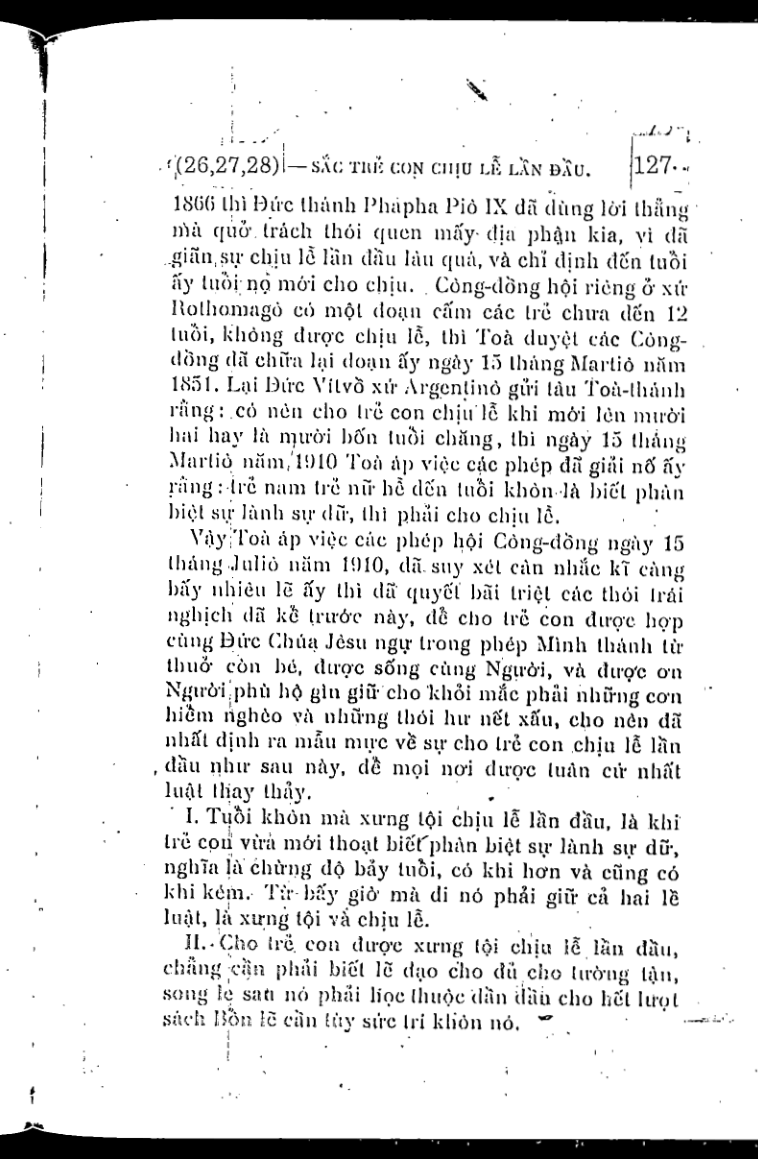 (26,27,28) — SẮC TRẺ CON CHỊU LỄ LẦN ĐẦU. 127
1866 thì Đức thánh Phapha Piô IX đã dùng lời thẳng
mà quở trách thói quen mấy địa phận kia, vì đã
giãn sự chịu lễ lần đầu lâu quá, và chỉ định đến tuổi
ấy tuổi nọ mới cho chịu. Công-đồng hội riêng ở xứ
Rothomagô có một đoạn cấm các trẻ chưa đến 12
tuổi, không được chịu lễ, thì Toà duyệt các Công-
đồng đã chữa lại đoạn ấy ngày 15 tháng Martiô năm
1851. Lại Đức Vítvồ xứ Argentinô gửi tâu Toà-thánh
rằng: có nên cho trẻ con chịu lễ khi mới lên mười
hai hay là mười bốn tuổi chăng, thì ngày 15 tháng
Martiô năm 1910 Toà áp việc các phép đã giải nố ấy
rằng: trẻ nam trẻ nữ hễ đến tuổi khôn là biết phân
biệt sự lành sự dữ, thì phải cho chịu lễ.
Vậy Toà áp việc các phép hội Công-đồng ngày 15
tháng Juliô năm 1910, đã suy xét cân nhắc kĩ càng
bấy nhiêu lẽ ấy thì đã quyết bãi triệt các thói trái
nghịch đã kể trước này, để cho trẻ con được hợp
cùng Đức Chúa Jêsu ngự trong phép Mình thánh từ
thuở còn bé, được sống cùng Người, và được ơn
Người phù hộ gìn giữ cho khỏi mắc phải những cơn
hiểm nghèo và những thói hư nết xấu, cho nên đã
nhất định ra mẫu mực về sự cho trẻ con chịu lễ lần
đầu như sau này, để mọi nơi được tuân cứ nhất
luật thay thảy.
I. Tuổi khôn mà xưng tội chịu lễ lần đầu, là khi
trẻ con vừa mới thoạt biết phân biệt sự lành sự dữ,
nghĩa là chừng độ bảy tuổi, có khi hơn và cũng có
khi kém. Từ bấy giờ mà đi nó phải giữ cả hai lề
luật, là xưng tội và chịu lễ.
II. Cho trẻ con được xưng tội chịu lễ lần đầu,
chẳng cần phải biết lẽ đạo cho đủ cho tường tận,
song le sau nó phải học thuộc dần dần cho hết lượt
sách Bổn lẽ cần tùy sức trí khôn nó.